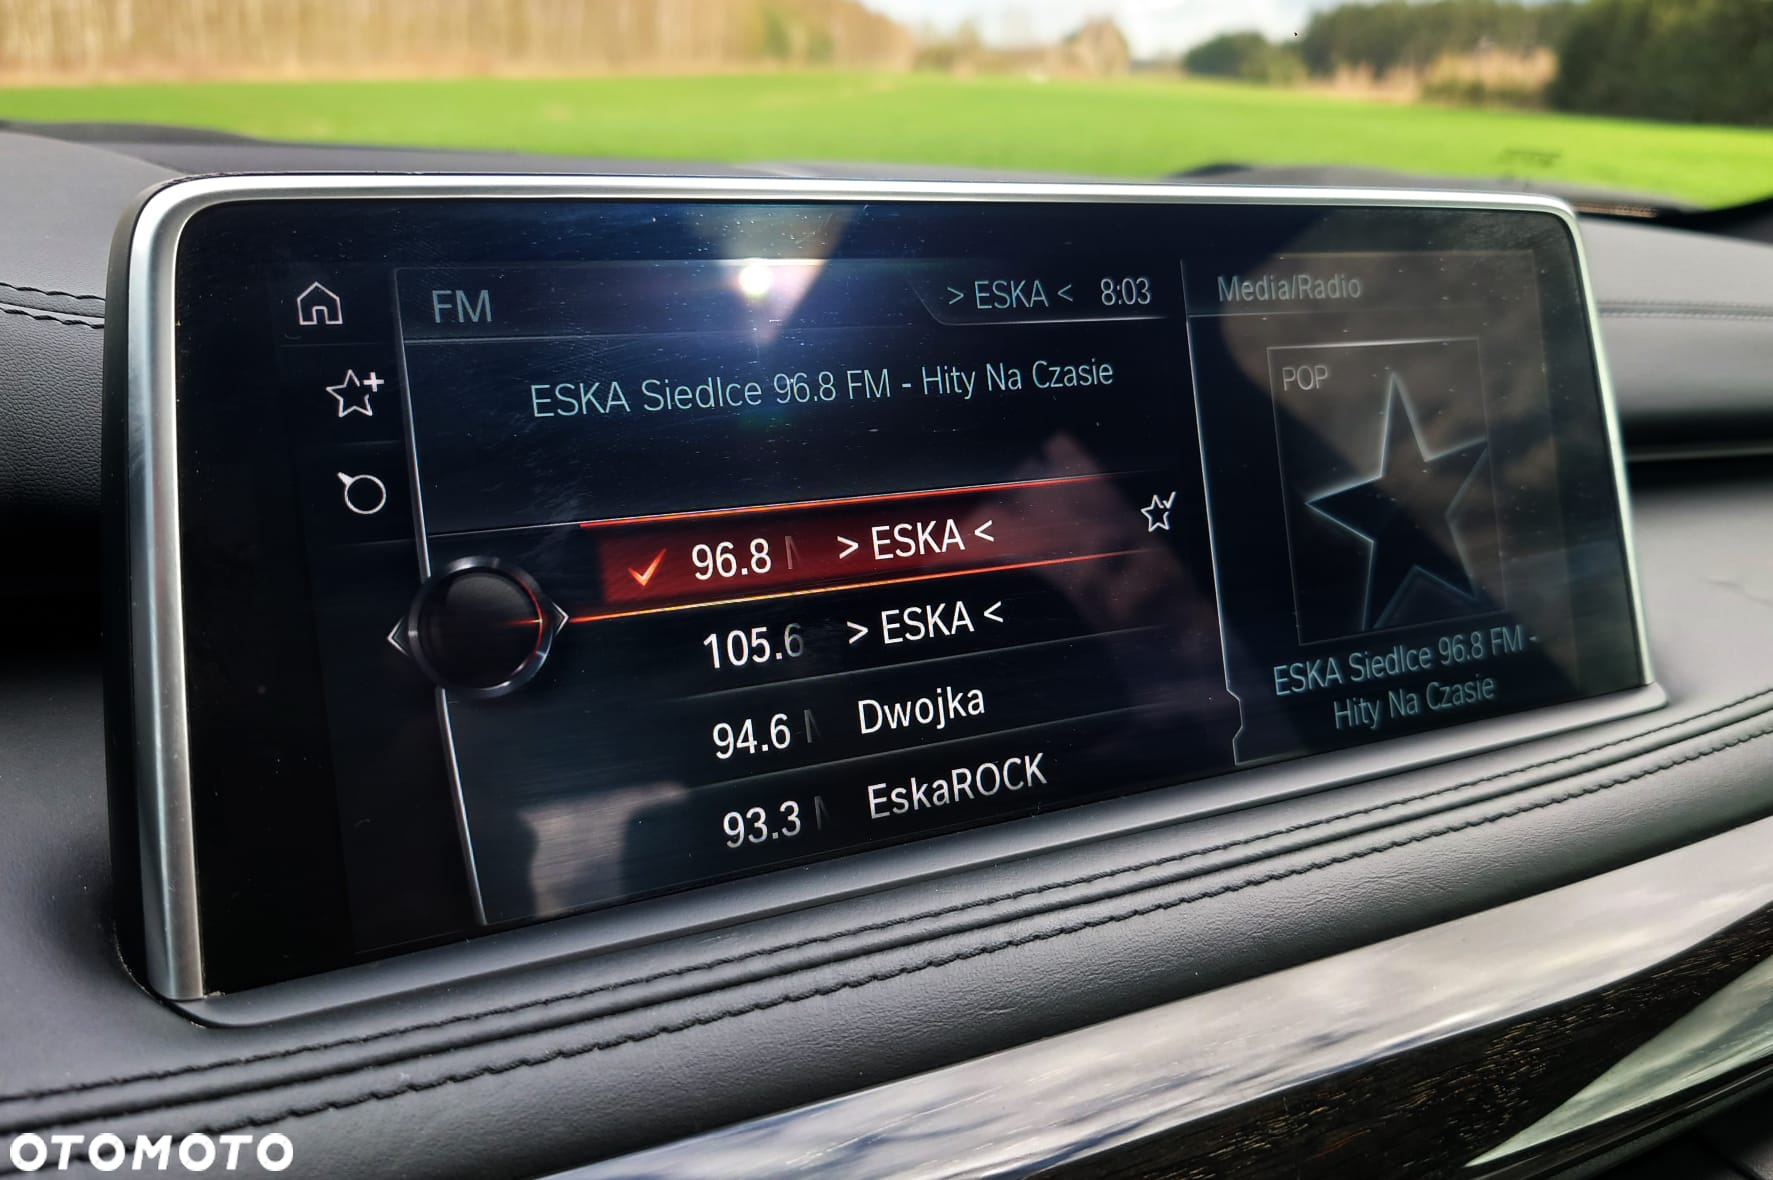 FM
> ESKA <
8:03
Media/Radio
ESKA Siedlce 96.8 FM - Hity Na Czasie
POP
96.8 > ESKA <
105.6 > ESKA <
94.6 Dwojka
93.3 EskaROCK
ESKA Siedlce 96.8 FM -
Hity Na Czasie
OTOMOTO